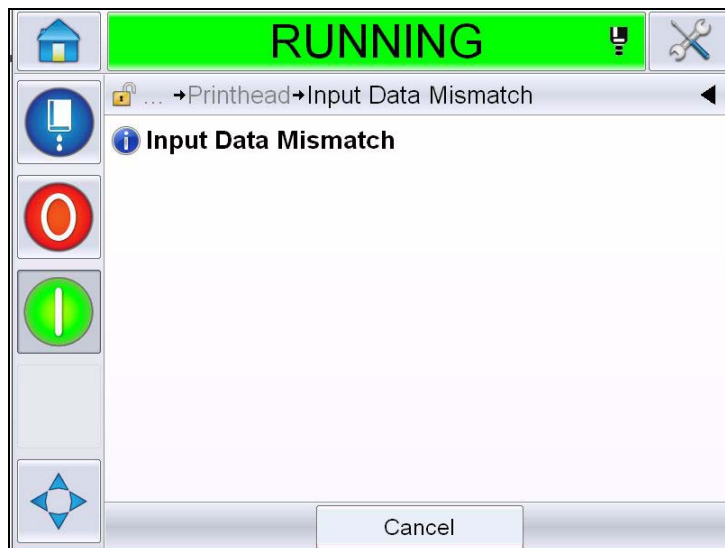 RUNNING
... →Printhead→Input Data Mismatch
Input Data Mismatch
Cancel